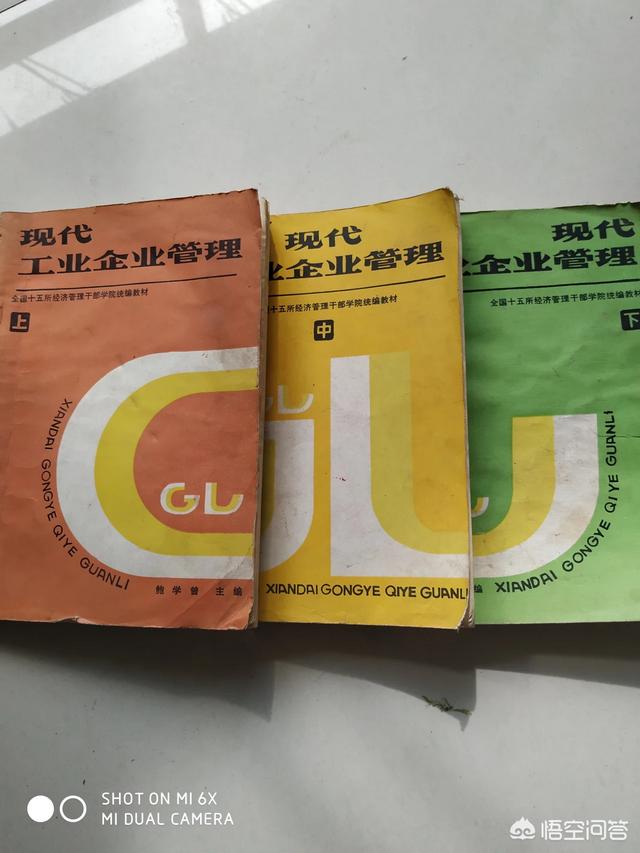 现代
工业企业管理
全国十五所经济管理干部学院统编教材
上
GL
XIANDAI GONGYE QIYE GUANLI
鲍学曾 主编
现代
业企业管理
十五所经济管理干部学院统编教材
中
GL
XIANDAI GONGYE QIYE GUANLI
现代
企业管理
全国十五所经济管理干部学院统编教材
下
编
XIANDAI GONGYE QIYE GUANLI
SHOT ON MI 6X
MI DUAL CAMERA
悟空问答